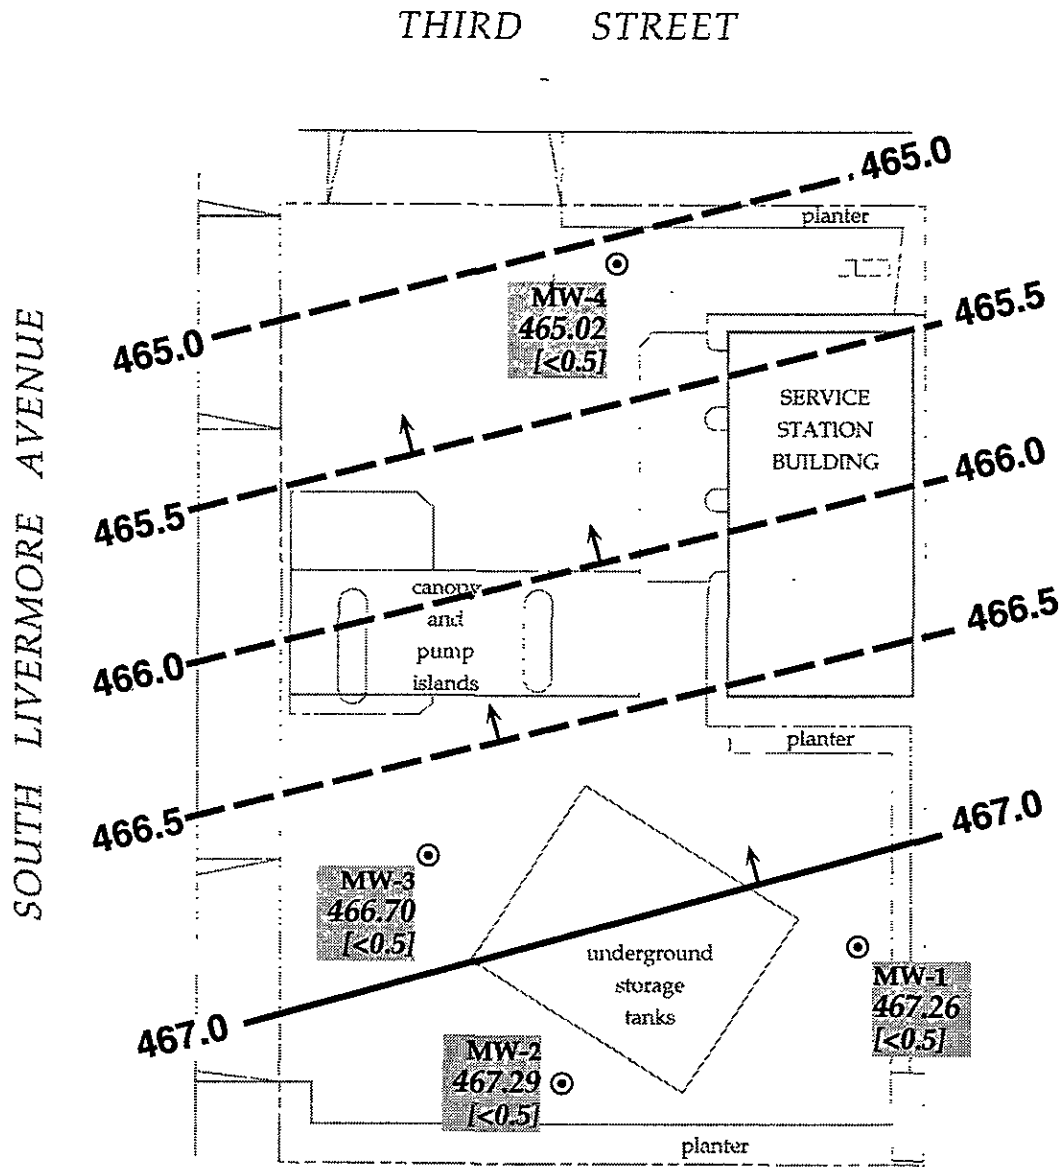 THIRD STREET
465.0
planter
MW-4
465.02
[<0.5]
465.5
465.0
SOUTH LIVERMORE AVENUE
SERVICE
STATION
BUILDING
466.0
465.5
canopy
and
pump
islands
466.5
466.0
planter
467.0
466.5
MW-3
466.70
[<0.5]
underground
storage
tanks
MW-1
467.26
[<0.5]
467.0
MW-2
467.29
[<0.5]
planter